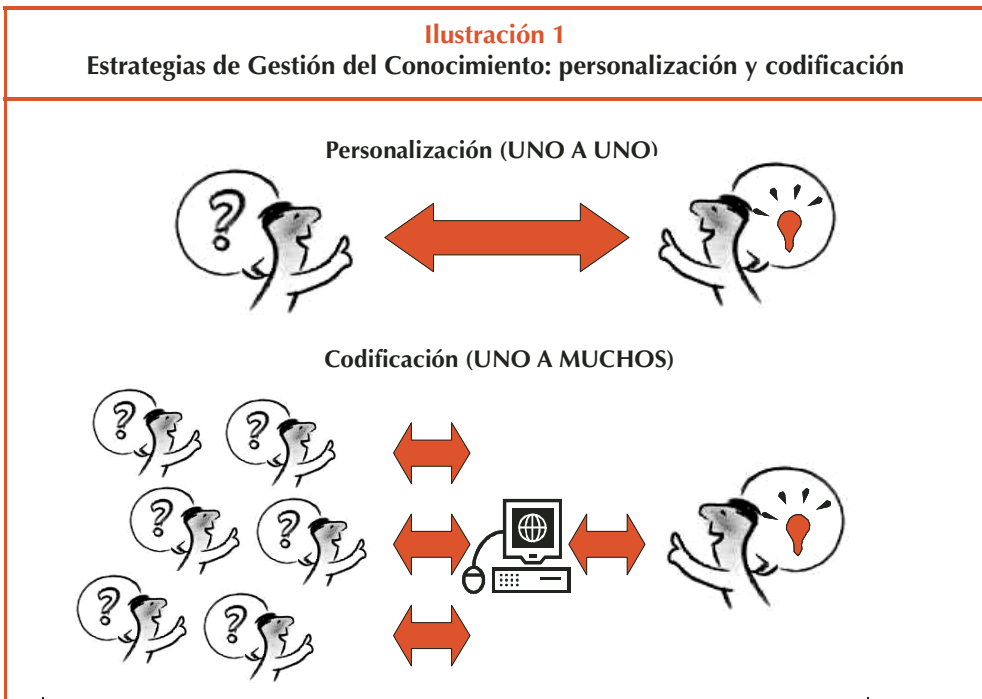 Ilustración 1
Estrategias de Gestión del Conocimiento: personalización y codificación
Personalización (UNO A UNO)
?
Codificación (UNO A MUCHOS)
? ?
? ?
? ?